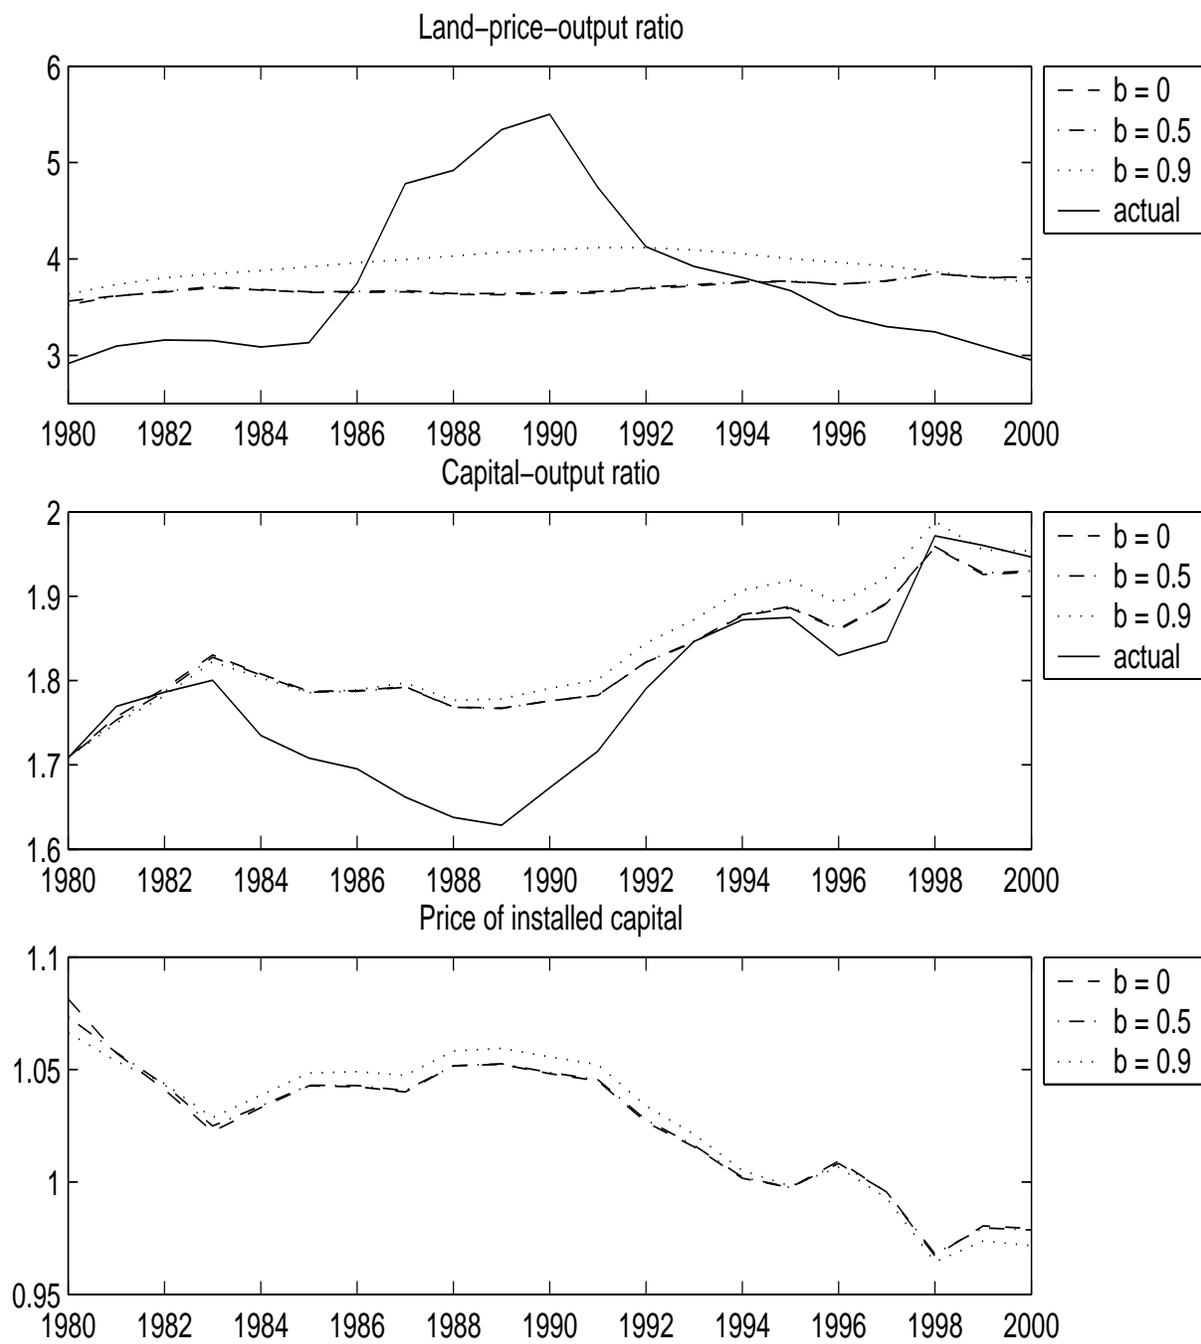 Land−price−output ratio
6
5
4
3
1980 1982 1984 1986 1988 1990 1992 1994 1996 1998 2000
b = 0
b = 0.5
b = 0.9
actual
Capital−output ratio
2
1.9
1.8
1.7
1.6
1980 1982 1984 1986 1988 1990 1992 1994 1996 1998 2000
b = 0
b = 0.5
b = 0.9
actual
Price of installed capital
1.1
1.05
1
0.95
1980 1982 1984 1986 1988 1990 1992 1994 1996 1998 2000
b = 0
b = 0.5
b = 0.9